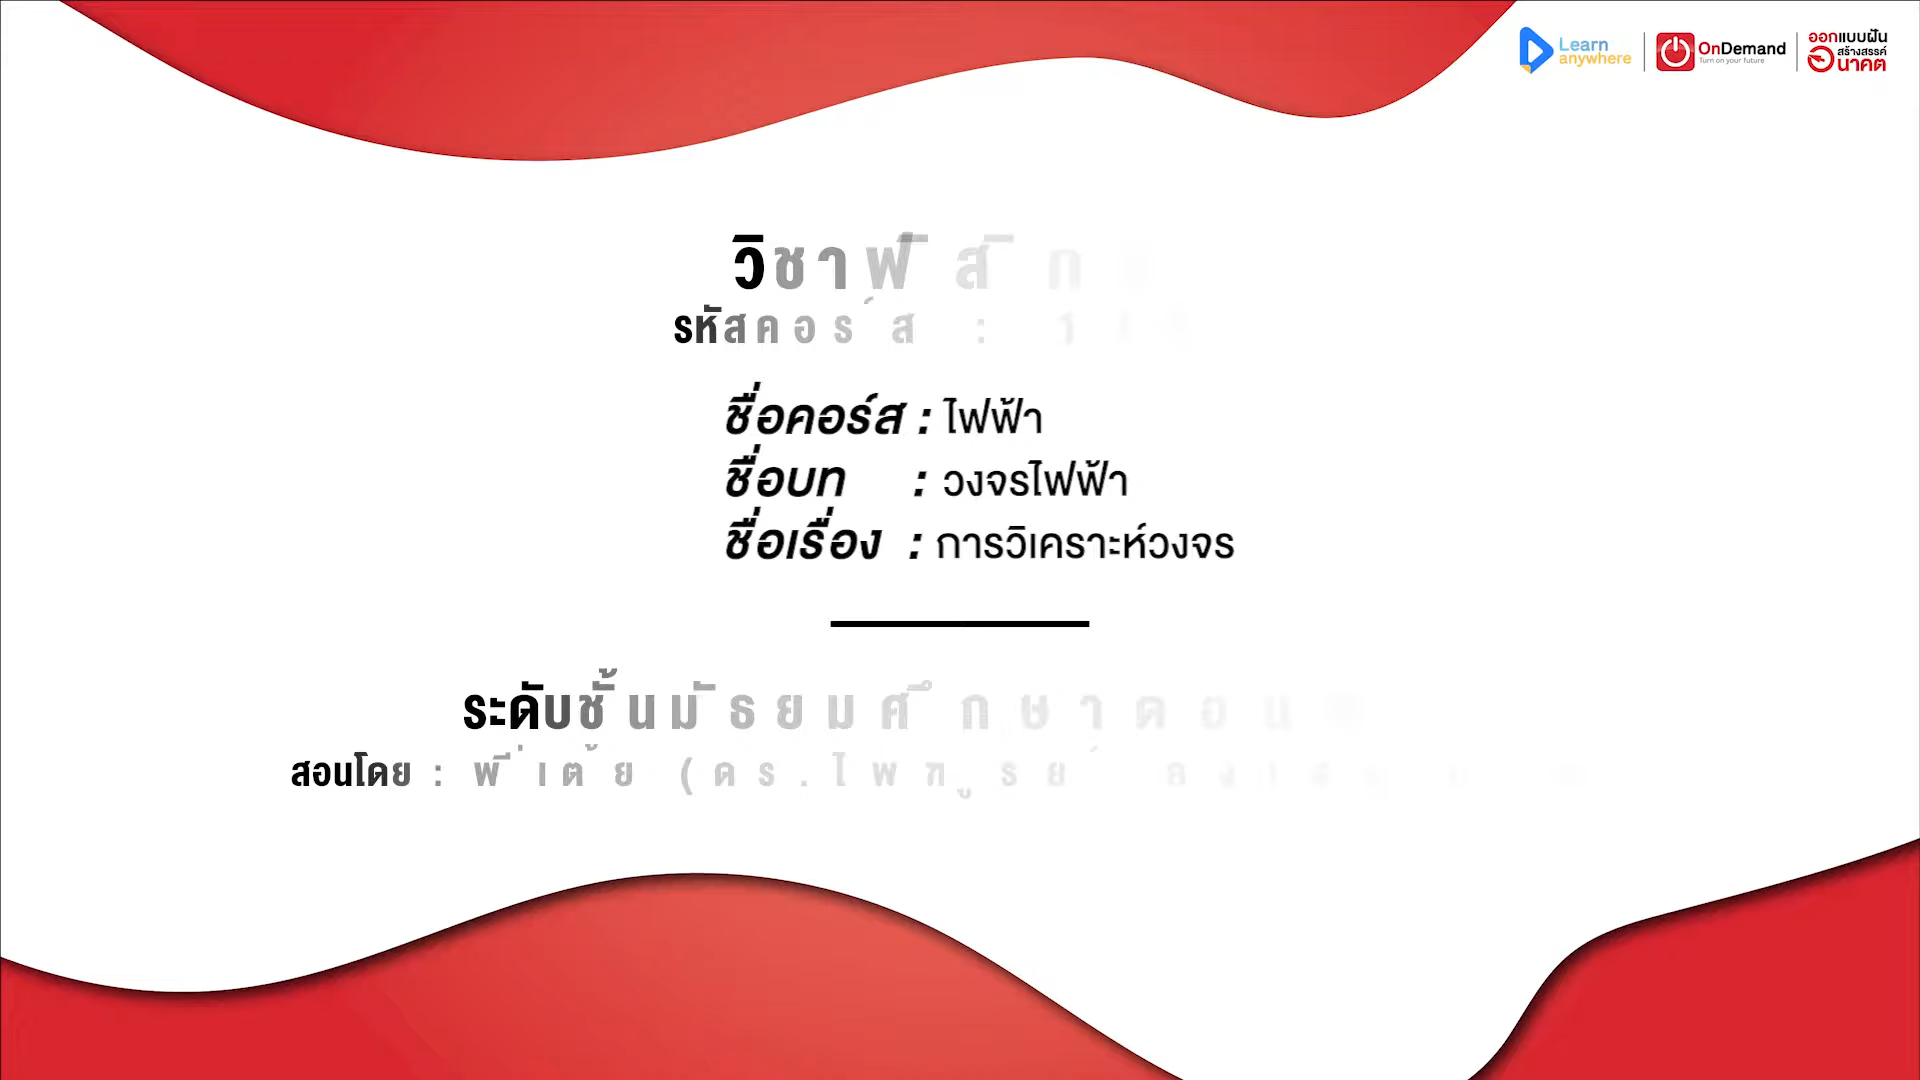 Learn
anywhere
OnDemand
Turn on your future
ออกแบบฝัน
สร้างสรรค์
อนาคต
วิชาฟิสิก
รหัสคอร์ส :
ชื่อคอร์ส : ไฟฟ้า
ชื่อบท : วงจรไฟฟ้า
ชื่อเรื่อง : การวิเคราะห์วงจร
ระดับชั้นมัธยมศึกษาตอน
สอนโดย : พี่เต้ย (ดร.ไพฑูรย์